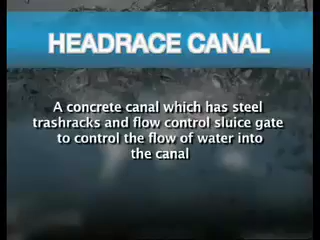 HEADRACE CANAL
A concrete canal which has steel
trashracks and flow control sluice gate
to control the flow of water into
the canal